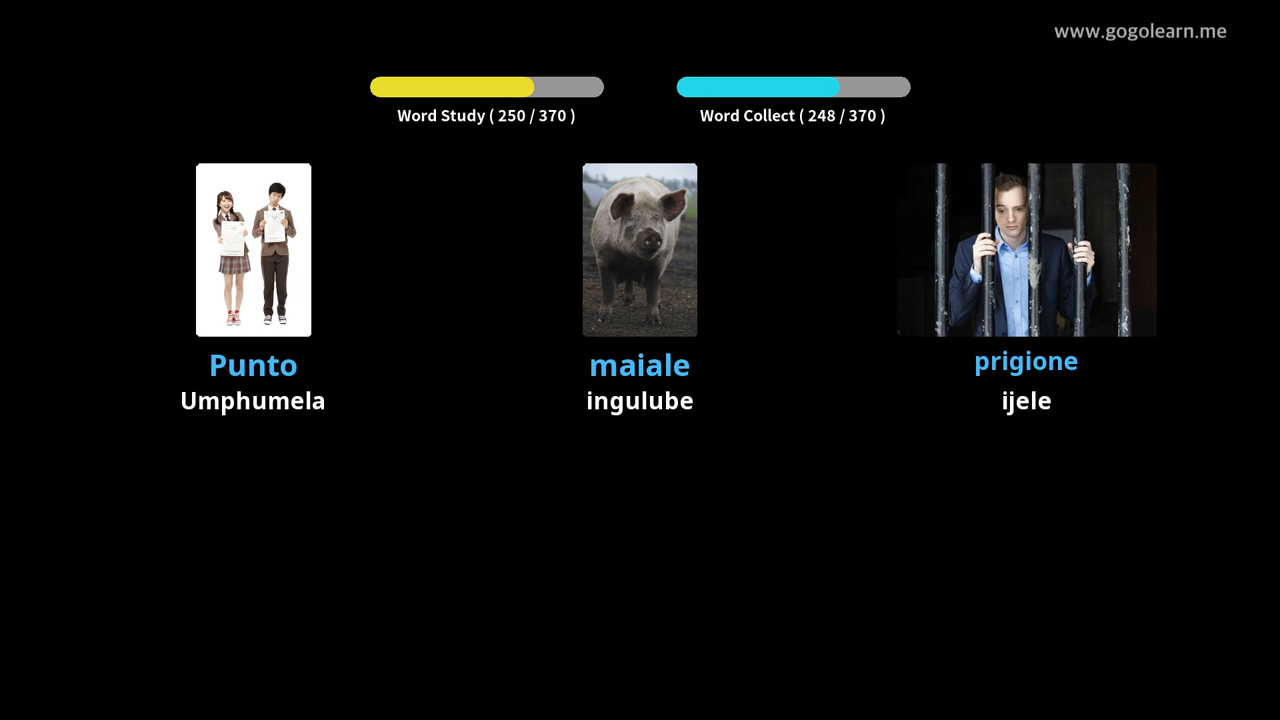 www.gogolearn.me
Word Study ( 250 / 370 )
Word Collect ( 248 / 370 )
Punto
Umphumela
maiale
ingulube
prigione
ijele